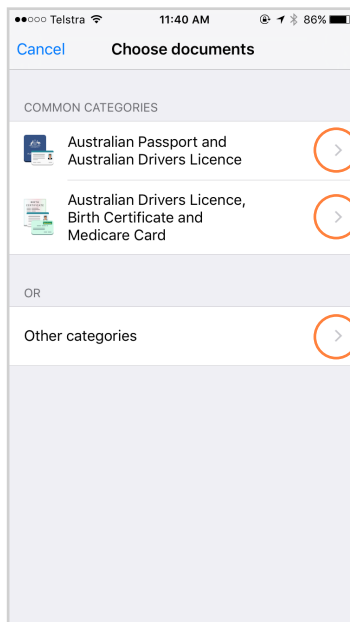 Telstra 11:40 AM 86%
Cancel Choose documents
COMMON CATEGORIES
Australian Passport and
Australian Drivers Licence
Australian Drivers Licence,
Birth Certificate and
Medicare Card
OR
Other categories